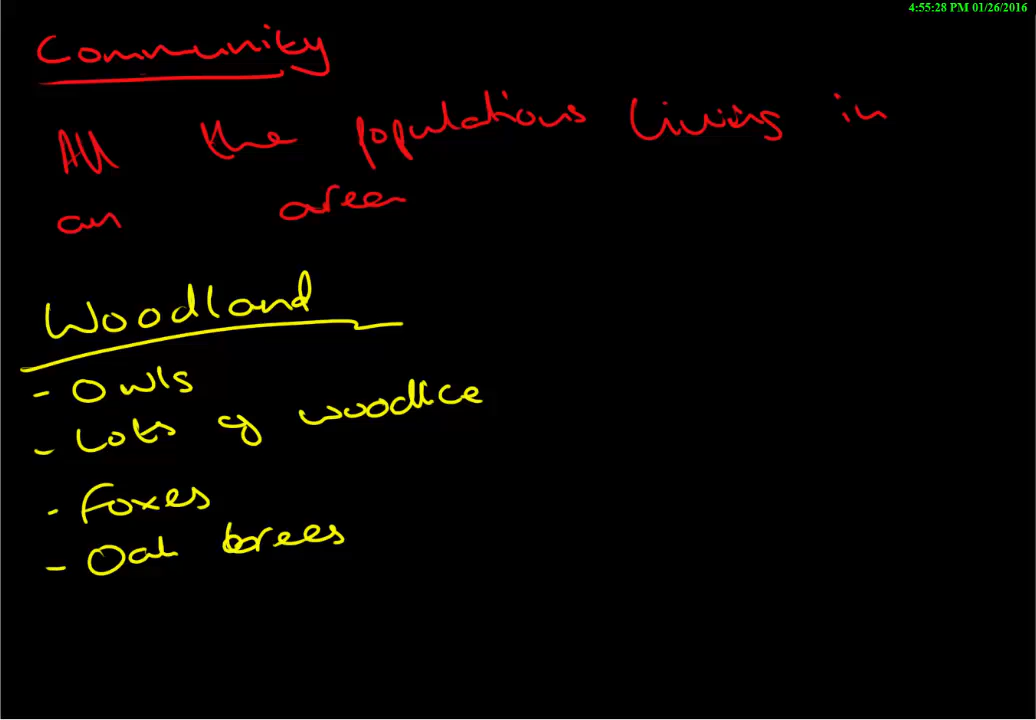 4:55:28 PM 01/26/2016
Community
All the populations living in
an area
Woodland
- Owls
- Lots of woodlice
- Foxes
- Oak trees